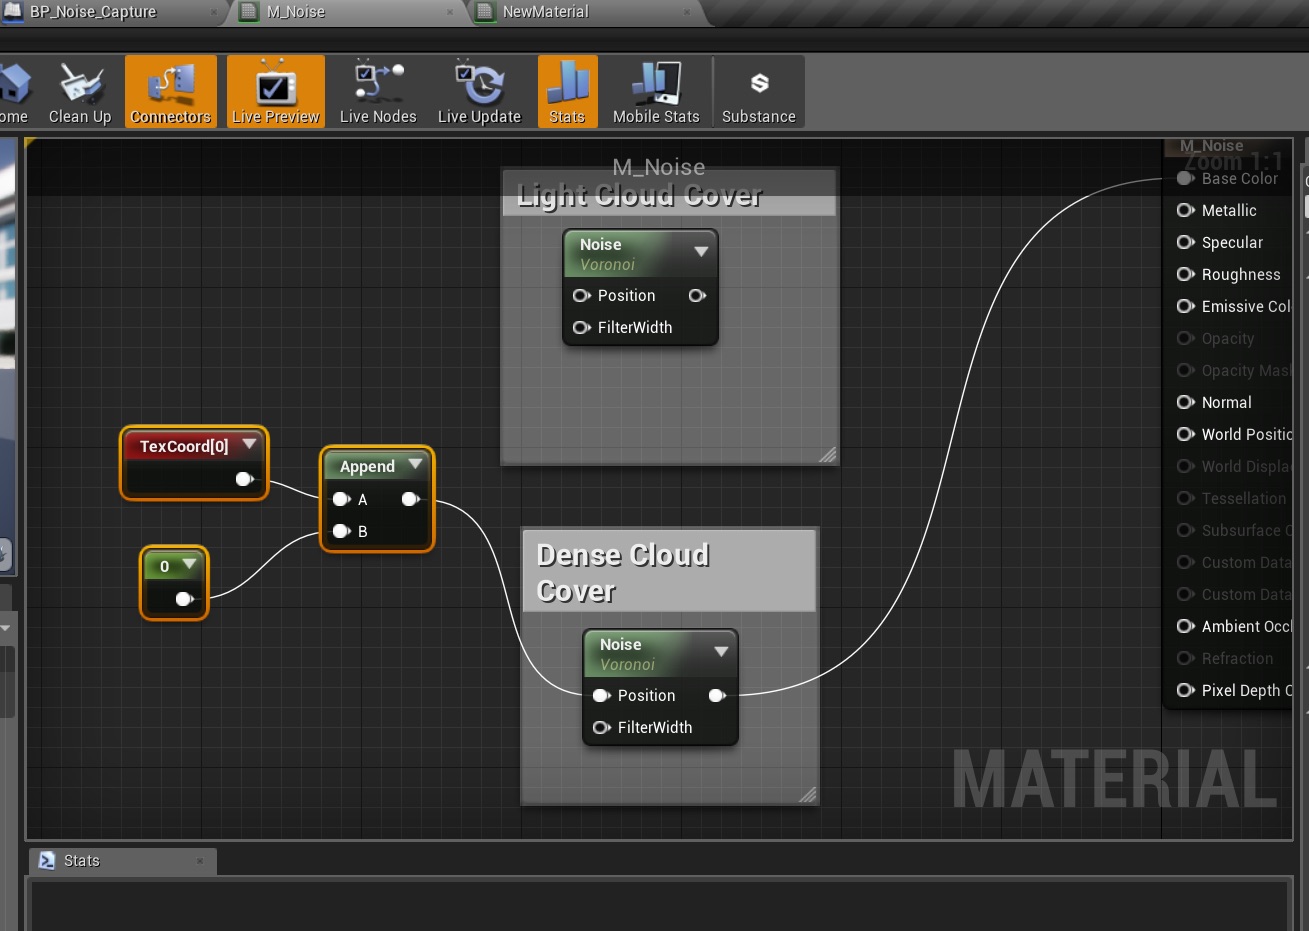 BP_Noise_Capture
M_Noise
NewMaterial
ome
Clean Up
Connectors
Live Preview
Live Nodes
Live Update
Stats
Mobile Stats
Substance
M_Noise
M_Noise
Zoom 1:1
Light Cloud Cover
Base Color
Metallic
Specular
Roughness
Emissive Col
Opacity
Opacity Mas
Normal
World Positio
World Displa
Tessellation
Subsurface C
Custom Data
Custom Data
Ambient Occl
Refraction
Pixel Depth O
Noise
Voronoi
Position
FilterWidth
TexCoord[0]
Append
A
B
0
Dense Cloud
Cover
Noise
Voronoi
Position
FilterWidth
MATERIAL
Stats